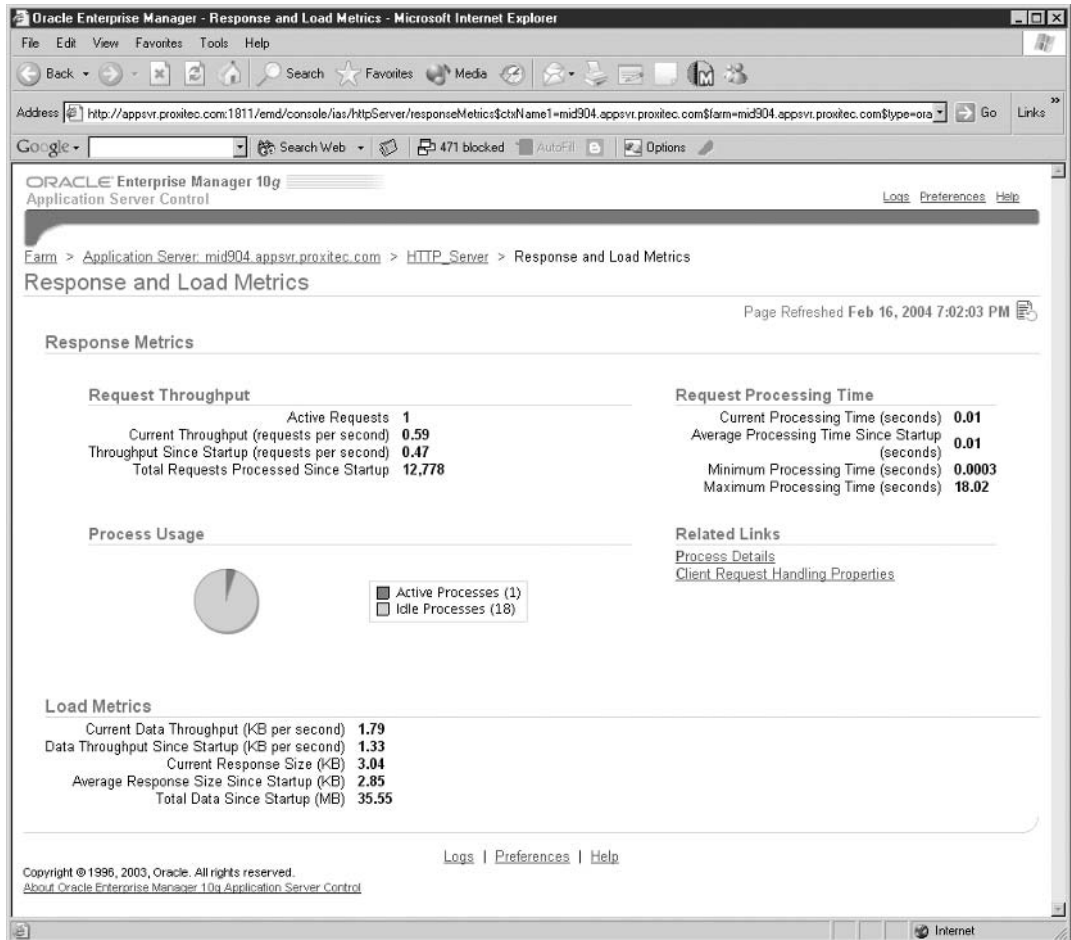 Oracle Enterprise Manager - Response and Load Metrics - Microsoft Internet Explorer
File Edit View Favorites Tools Help
Back Search Favorites Media
Address http://appsvr.proxitec.com:1811/emd/console/ias/httpServer/responseMetrics$ctxName1=mid904.appsvr.proxitec.com$farm=mid904.appsvr.proxitec.com$type=ora Go Links »
Google Search Web 471 blocked AutoFill Options
ORACLE Enterprise Manager 10g
Application Server Control
Logs Preferences Help
Farm > Application Server: mid904.appsvr.proxitec.com > HTTP_Server > Response and Load Metrics
Response and Load Metrics
Page Refreshed Feb 16, 2004 7:02:03 PM
Response Metrics
Request Throughput
Active Requests 1
Current Throughput (requests per second) 0.59
Throughput Since Startup (requests per second) 0.47
Total Requests Processed Since Startup 12,778
Request Processing Time
Current Processing Time (seconds) 0.01
Average Processing Time Since Startup
(seconds) 0.01
Minimum Processing Time (seconds) 0.0003
Maximum Processing Time (seconds) 18.02
Process Usage
Active Processes (1)
Idle Processes (18)
Related Links
Process Details
Client Request Handling Properties
Load Metrics
Current Data Throughput (KB per second) 1.79
Data Throughput Since Startup (KB per second) 1.33
Current Response Size (KB) 3.04
Average Response Size Since Startup (KB) 2.85
Total Data Since Startup (MB) 35.55
Logs | Preferences | Help
Copyright © 1996, 2003, Oracle. All rights reserved.
About Oracle Enterprise Manager 10g Application Server Control
Internet